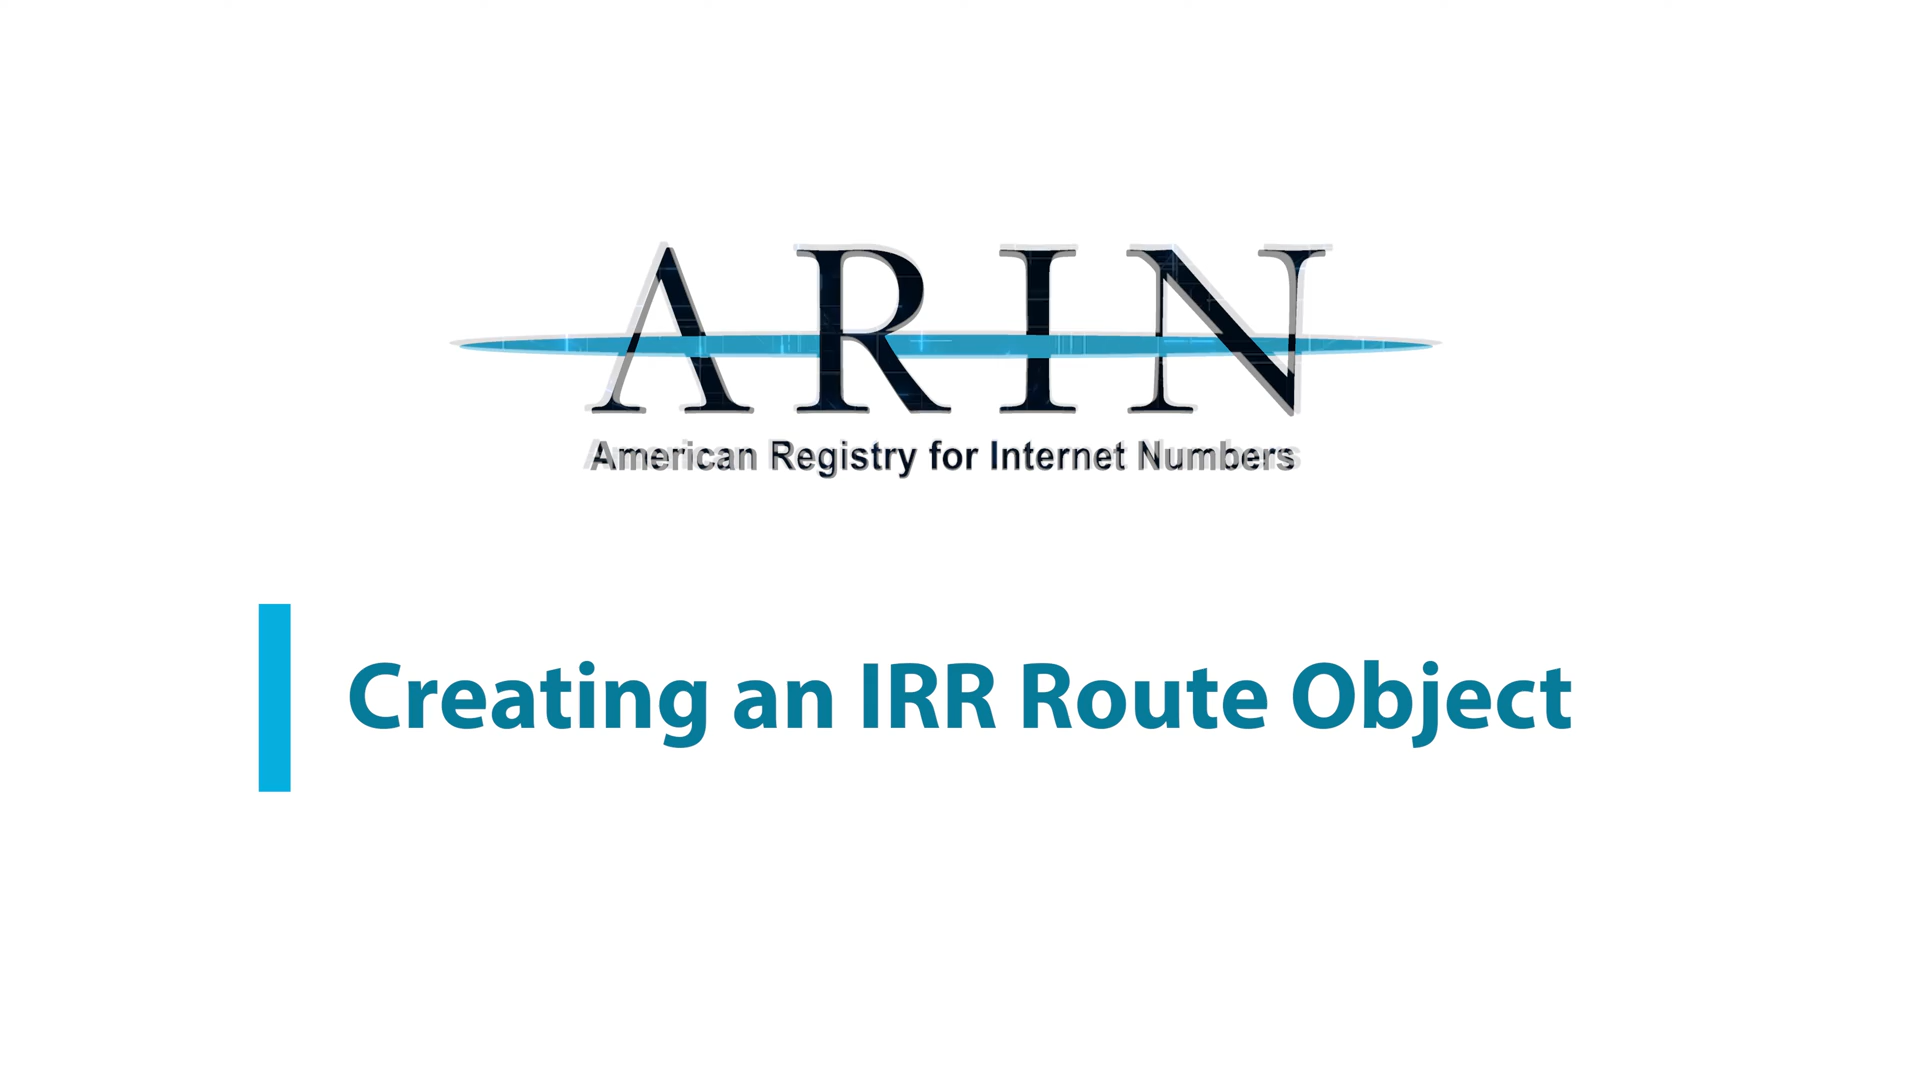 ARIN
American Registry for Internet Numbers
Creating an IRR Route Object